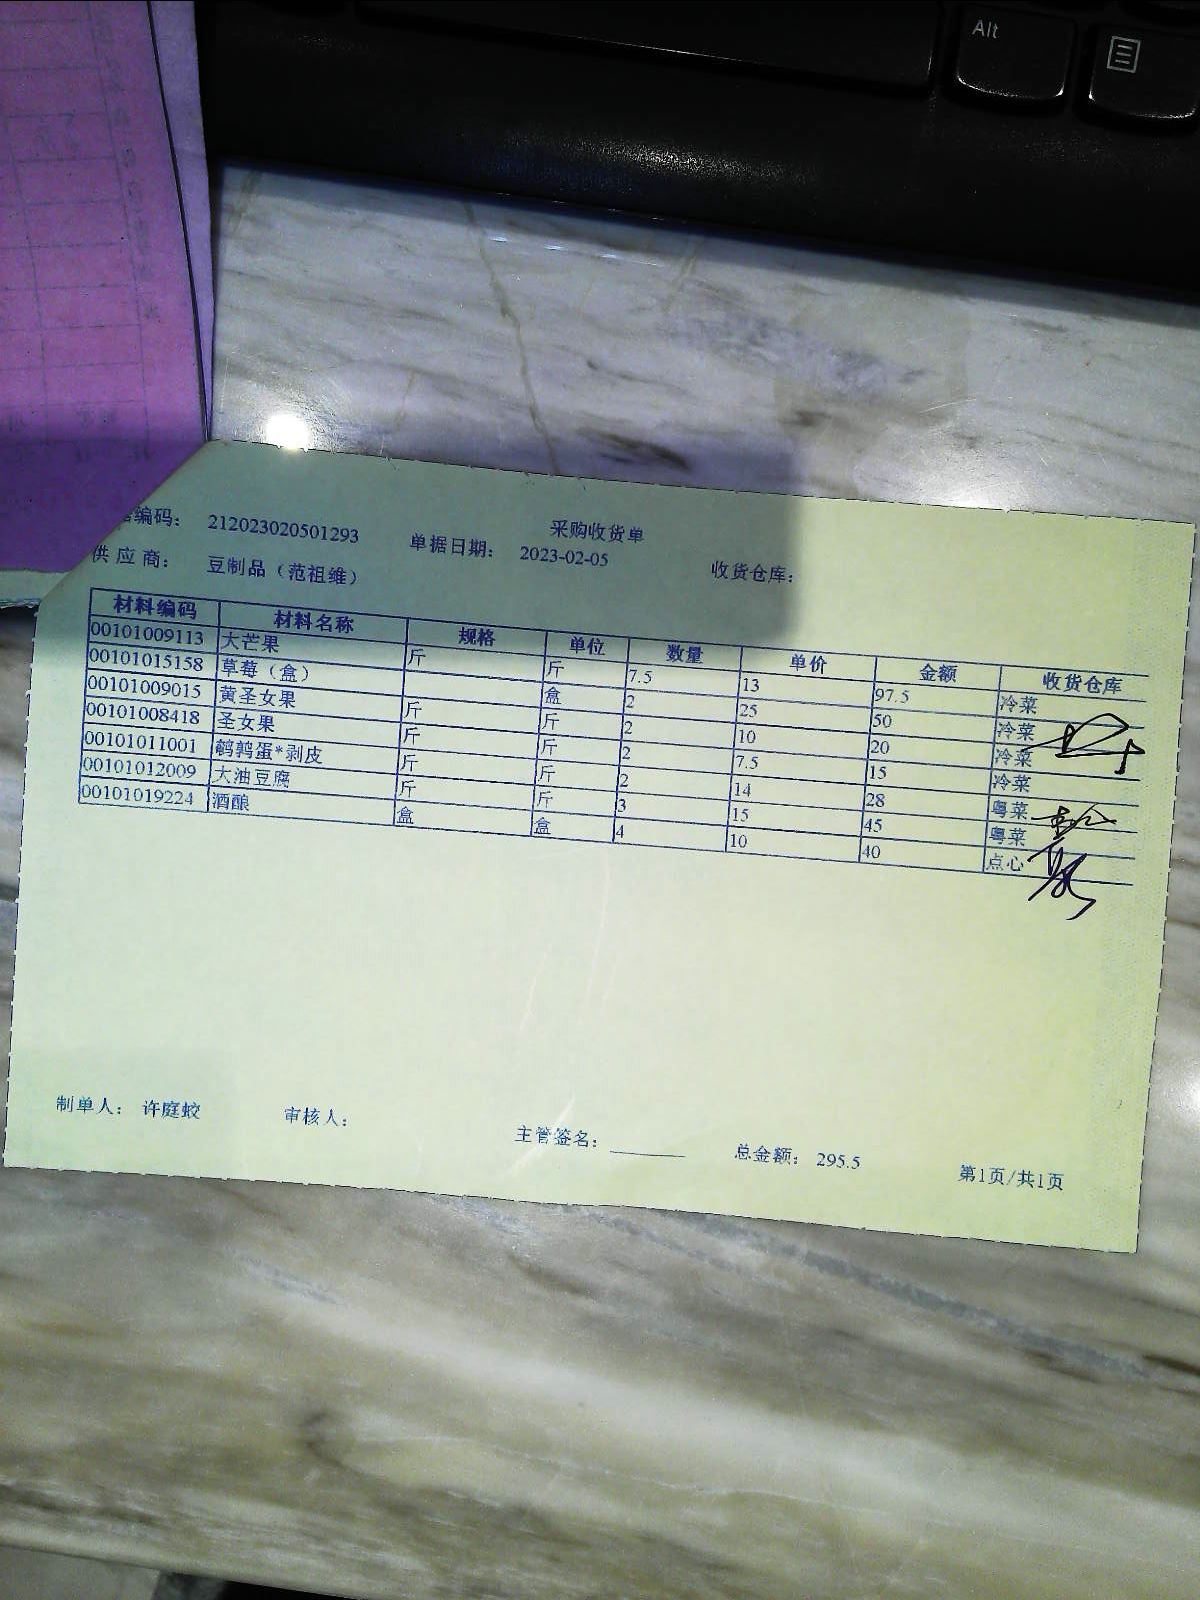 Alt
采购收货单
编码： 212023020501293 单据日期： 2023-02-05 收货仓库：
供应商： 豆制品（范祖维）
材料编码 材料名称 规格 单位 数量 单价 金额 收货仓库
00101009113 大芒果 斤 斤 7.5 13 97.5 冷菜
00101015158 草莓（盒） 盒 2 25 50 冷菜
00101009015 黄圣女果 斤 斤 2 10 20 冷菜
00101008418 圣女果 斤 斤 2 7.5 15 冷菜
00101011001 鹌鹑蛋*剥皮 斤 斤 2 14 28 粤菜
00101012009 大油豆腐 斤 斤 3 15 45 粤菜
00101019224 酒酿 盒 盒 4 10 40 点心
制单人： 许庭蛟 审核人： 主管签名： 总金额： 295.5 第1页/共1页